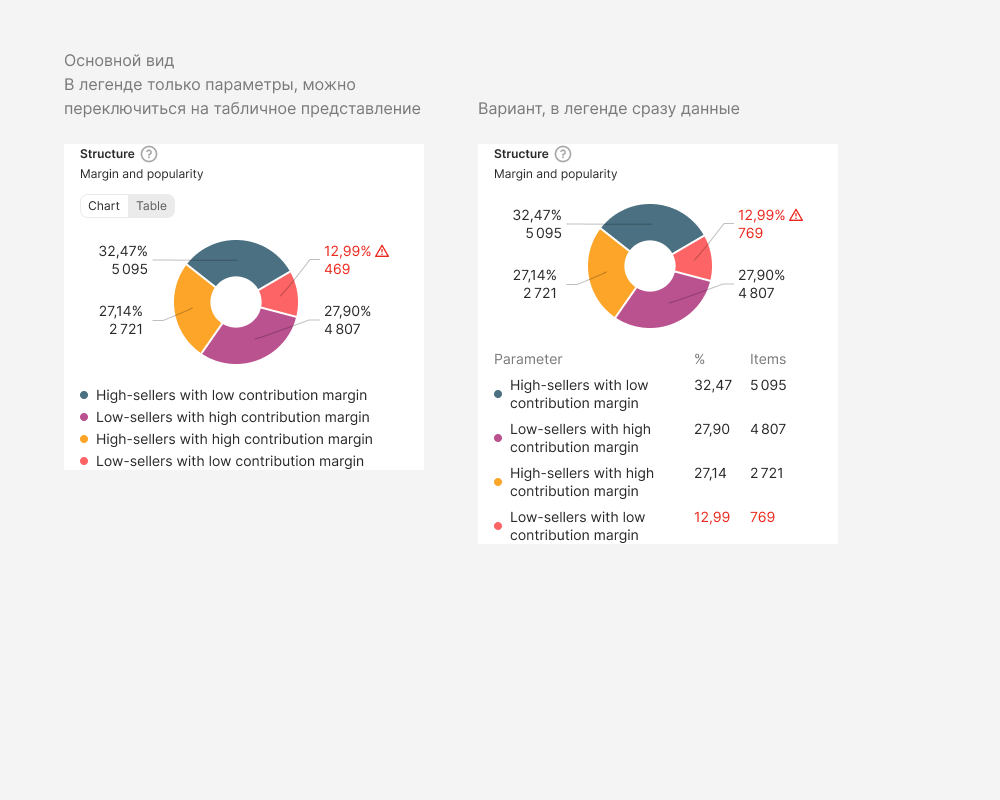 Основной вид
В легенде только параметры, можно
переключиться на табличное представление
Structure ?
Margin and popularity
Chart Table
32,47%
5 095
12,99%
469
27,14%
2 721
27,90%
4 807
High-sellers with low contribution margin
Low-sellers with high contribution margin
High-sellers with high contribution margin
Low-sellers with low contribution margin
Вариант, в легенде сразу данные
Structure ?
Margin and popularity
32,47%
5 095
12,99%
769
27,14%
2 721
27,90%
4 807
Parameter % Items
High-sellers with low 32,47 5 095
contribution margin
Low-sellers with high 27,90 4 807
contribution margin
High-sellers with high 27,14 2 721
contribution margin
Low-sellers with low 12,99 769
contribution margin